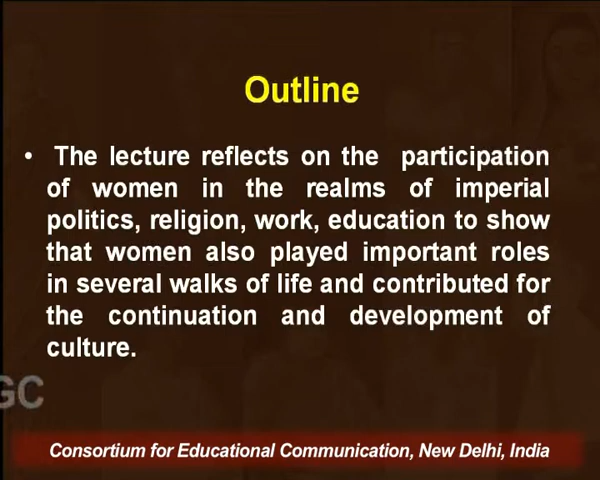 Outline
• The lecture reflects on the participation
of women in the realms of imperial
politics, religion, work, education to show
that women also played important roles
in several walks of life and contributed for
the continuation and development of
culture.
GC
Consortium for Educational Communication, New Delhi, India